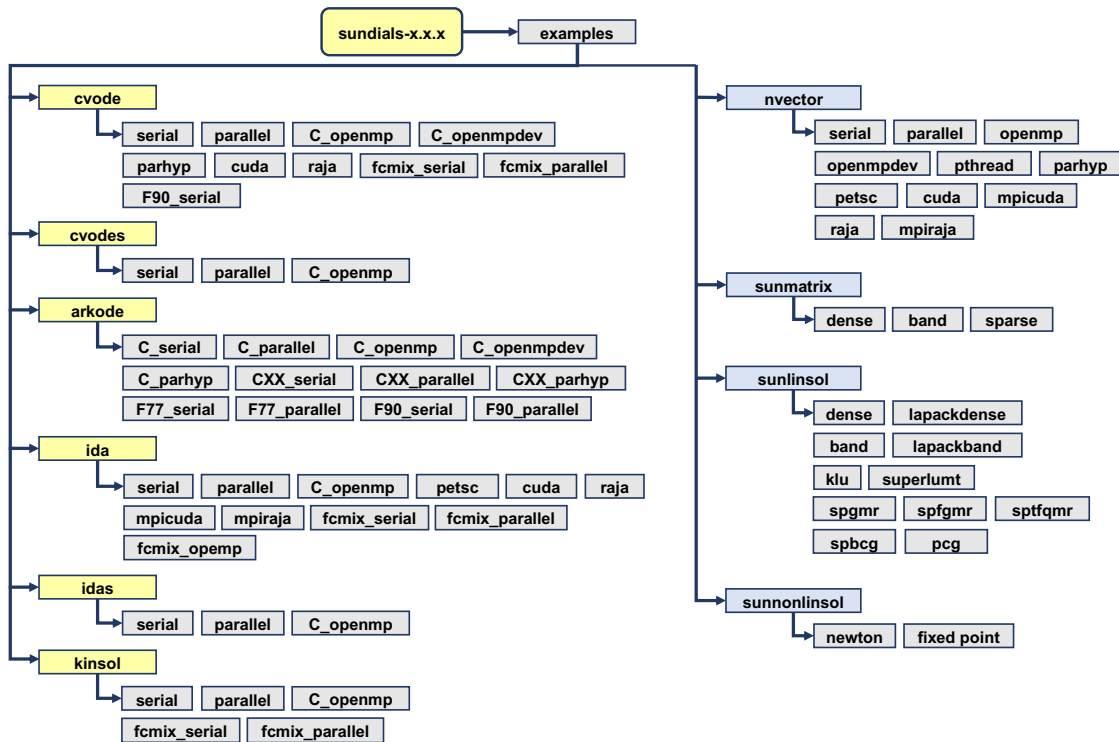 sundials-x.x.x examples
cvode
serial parallel C_openmp C_openmpdev
parhyp cuda raja fcmix_serial fcmix_parallel
F90_serial
cvodes
serial parallel C_openmp
arkode
C_serial C_parallel C_openmp C_openmpdev
C_parhyp CXX_serial CXX_parallel CXX_parhyp
F77_serial F77_parallel F90_serial F90_parallel
ida
serial parallel C_openmp petsc cuda raja
mpicuda mpiraja fcmix_serial fcmix_parallel
fcmix_opemp
idas
serial parallel C_openmp
kinsol
serial parallel C_openmp
fcmix_serial fcmix_parallel
nvector
serial parallel openmp
openmpdev pthread parhyp
petsc cuda mpicuda
raja mpiraja
sunmatrix
dense band sparse
sunlinsol
dense lapackdense
band lapackband
klu superlumt
spgmr spfgmr sptfqmr
spbcg pcg
sunnonlinsol
newton fixed point